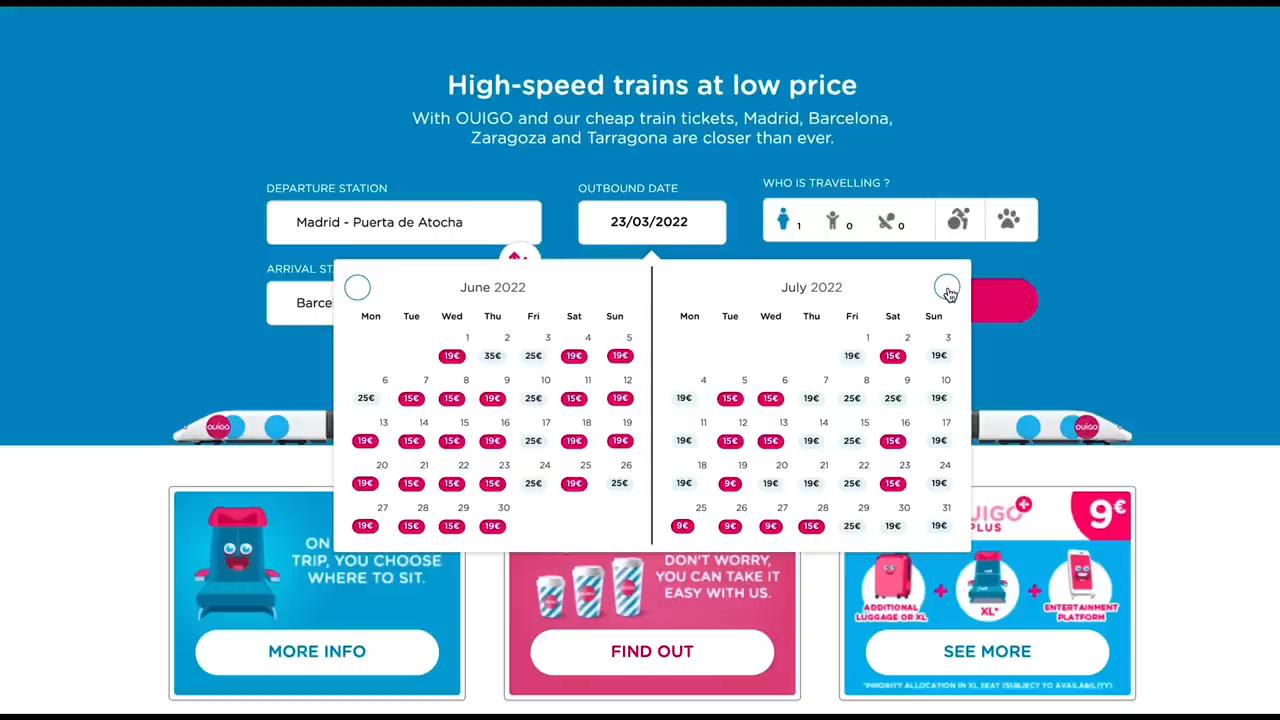 High-speed trains at low price
With OUIGO and our cheap train tickets, Madrid, Barcelona,
Zaragoza and Tarragona are closer than ever.
DEPARTURE STATION
OUTBOUND DATE
WHO IS TRAVELLING ?
Madrid - Puerta de Atocha
23/03/2022
1 0 0
ARRIVAL ST
Barce
June 2022
Mon Tue Wed Thu Fri Sat Sun
1 2 3 4 5
19€ 35€ 25€ 19€ 19€
6 7 8 9 10 11 12
25€ 15€ 15€ 19€ 25€ 15€ 19€
13 14 15 16 17 18 19
19€ 15€ 15€ 19€ 25€ 19€ 19€
20 21 22 23 24 25 26
19€ 15€ 15€ 15€ 25€ 19€ 25€
27 28 29 30
19€ 15€ 15€ 19€
July 2022
Mon Tue Wed Thu Fri Sat Sun
1 2 3
19€ 15€ 19€
4 5 6 7 8 9 10
19€ 15€ 15€ 19€ 25€ 25€ 19€
11 12 13 14 15 16 17
19€ 15€ 15€ 19€ 25€ 15€ 19€
18 19 20 21 22 23 24
19€ 9€ 19€ 19€ 25€ 15€ 19€
25 26 27 28 29 30 31
9€ 9€ 9€ 15€ 25€ 19€ 19€
OUIGO
OUIGO
ON
TRIP, YOU CHOOSE
WHERE TO SIT.
MORE INFO
DON'T WORRY,
YOU CAN TAKE IT
EASY WITH US.
FIND OUT
UIGO+
PLUS
9€
ADDITIONAL
LUGGAGE OR XL
+
XL*
+
ENTERTAINMENT
PLATFORM
SEE MORE
*PRIORITY ALLOCATION IN XL SEAT (SUBJECT TO AVAILABILITY)